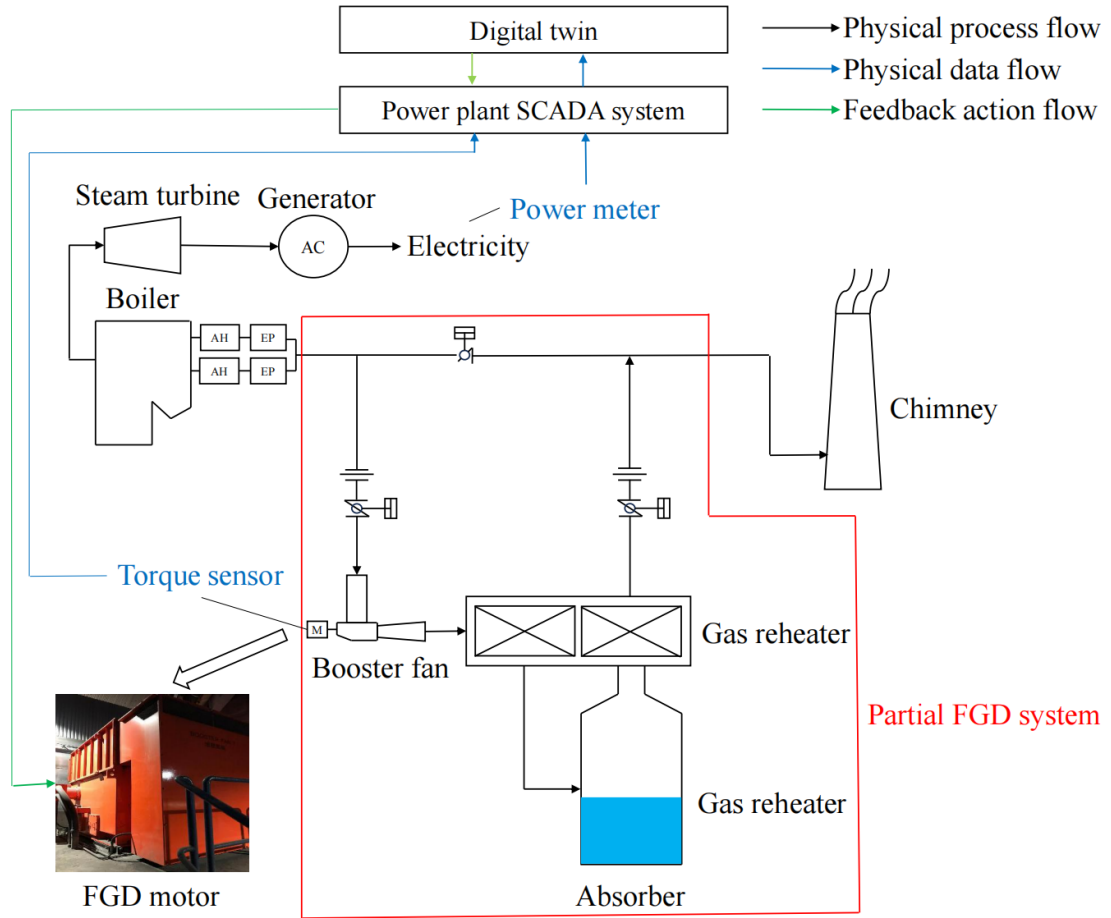 Digital twin
Physical process flow
Physical data flow
Power plant SCADA system
Feedback action flow
Steam turbine
Generator
Power meter
AC
Electricity
Boiler
AH
EP
AH
EP
Chimney
Torque sensor
M
Booster fan
Gas reheater
Partial FGD system
Gas reheater
FGD motor
Absorber